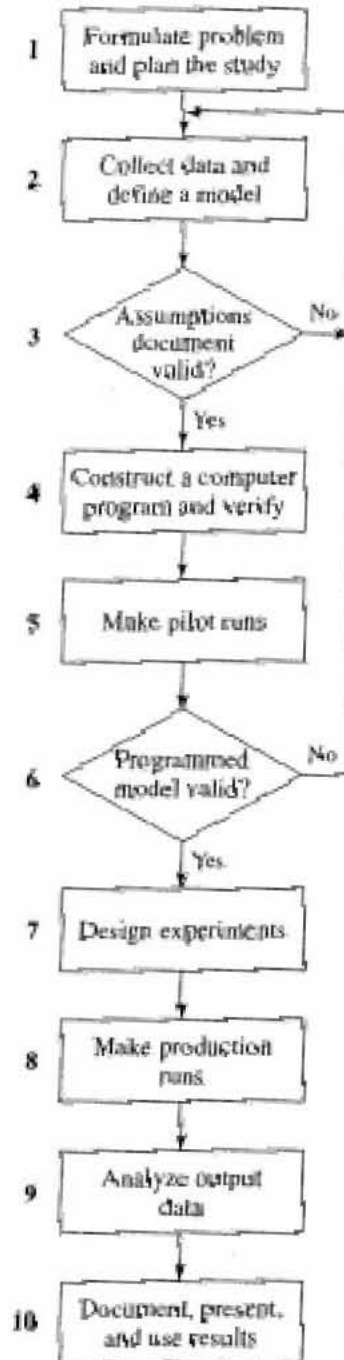 1
Formulate problem
and plan the study
2
Collect data and
define a model
3
Assumptions
document
valid?
No
Yes
4
Construct a computer
program and verify
5
Make pilot runs
6
Programmed
model valid?
No
Yes
7
Design experiments
8
Make production
runs
9
Analyze output
data
10
Document, present,
and use results